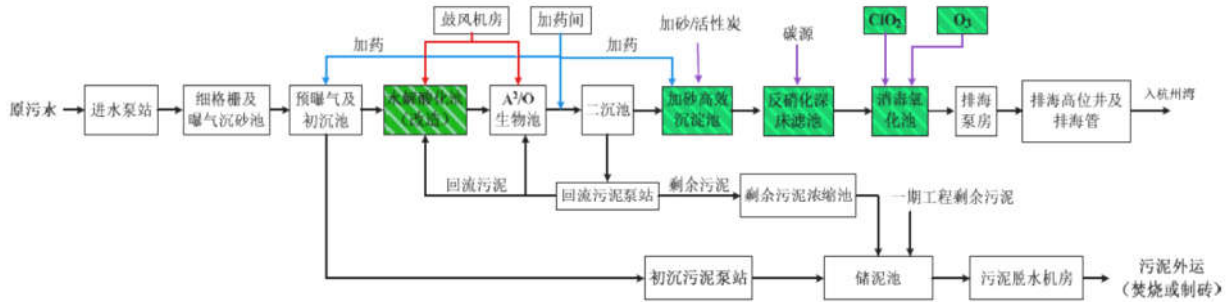 鼓风机房
加药间
加砂/活性炭
碳源
ClO₂
O₃
加药
加药
原污水
进水泵站
细格栅及
曝气沉砂池
预曝气及
初沉池
水解酸化池
（改造）
A²/O
生物池
二沉池
加砂高效
沉淀池
反硝化深
床滤池
消毒氧
化池
排海
泵房
排海高位井及
排海管
入杭州湾
回流污泥
回流污泥泵站
剩余污泥
剩余污泥浓缩池
一期工程剩余污泥
初沉污泥泵站
储泥池
污泥脱水机房
污泥外运
（焚烧或制砖）